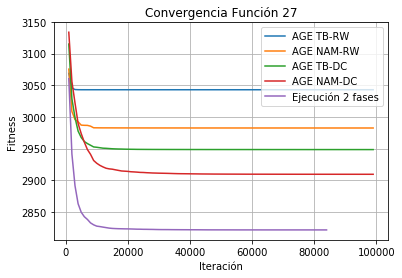 Convergencia Función 27
Fitness
3150
3100
3050
3000
2950
2900
2850
AGE TB-RW
AGE NAM-RW
AGE TB-DC
AGE NAM-DC
Ejecución 2 fases
0
20000
40000
60000
80000
100000
Iteración